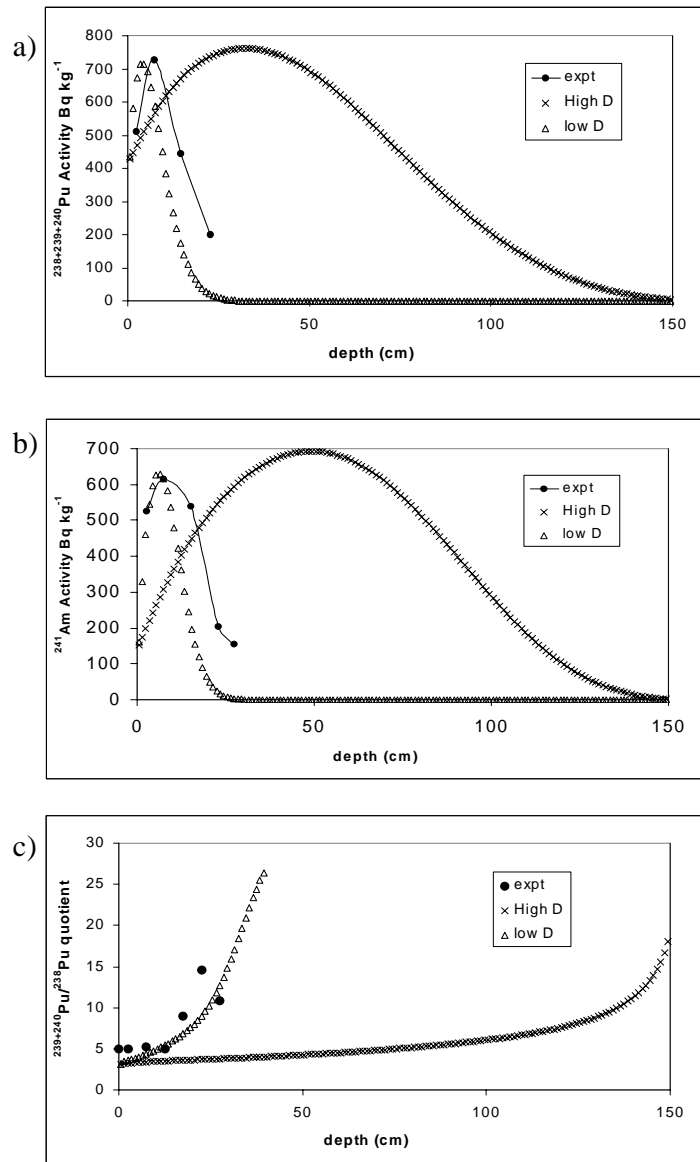 a)
238+239+240Pu Activity Bq kg-1
800
700
600
500
400
300
200
100
0
expt
High D
low D
0
50
100
150
depth (cm)
b)
241Am Activity Bq kg-1
700
600
500
400
300
200
100
0
expt
High D
low D
0
50
100
150
depth (cm)
c)
239+240Pu/238Pu quotient
30
25
20
15
10
5
0
expt
High D
low D
0
50
100
150
depth (cm)